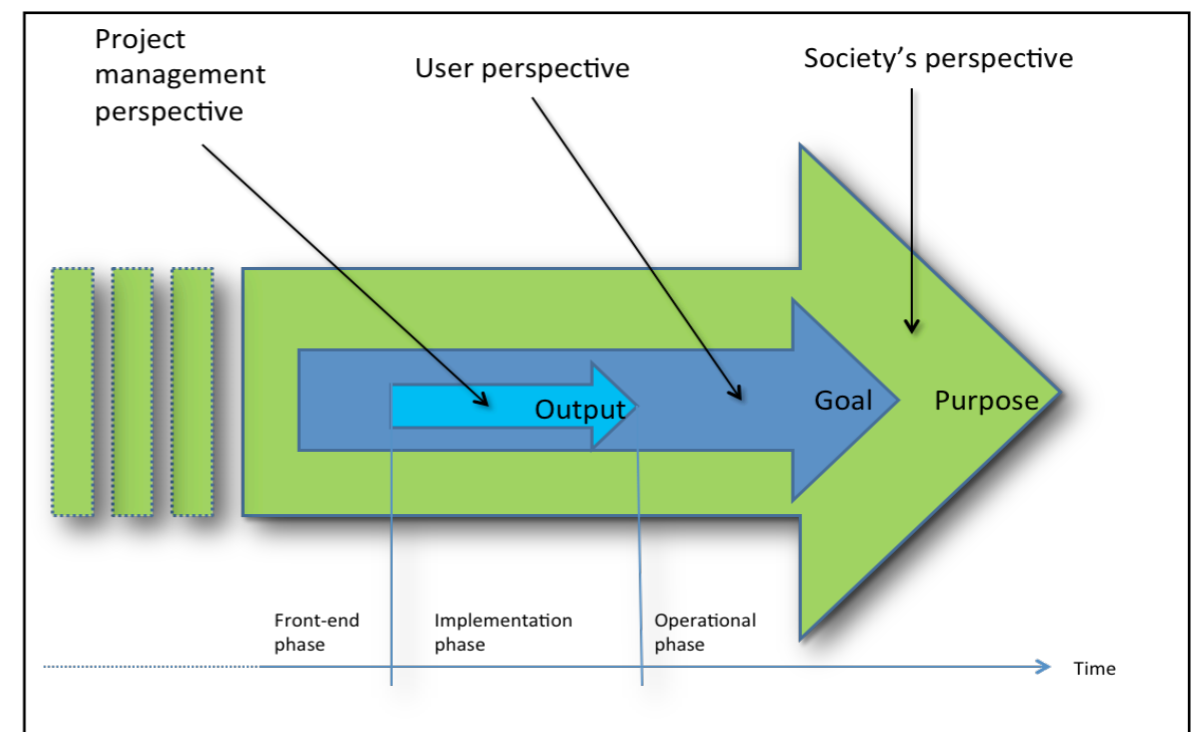 Project
management
perspective
User perspective
Society's perspective
Output
Goal
Purpose
Front-end
phase
Implementation
phase
Operational
phase
Time